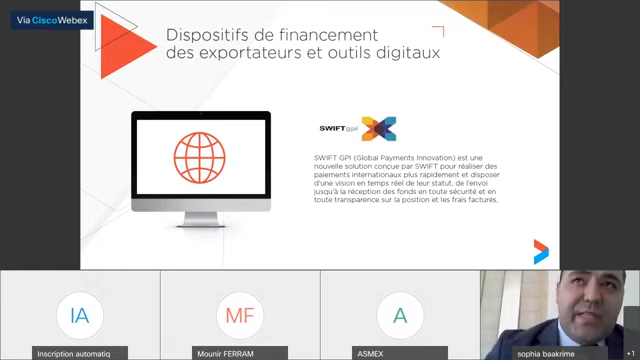 Via Cisco Webex
Dispositifs de financement
des exportateurs et outils digitaux
SWIFT gpi
SWIFT GPI (Global Payments Innovation) est une
nouvelle solution conçue par SWIFT pour réaliser des
paiements internationaux plus rapidement et disposer
d'une vision en temps réel de leur statut, de l'envoi
jusqu'à la réception des fonds en toute sécurité et en
toute transparence sur la position et les frais facturés.
IA
MF
A
Inscription automatiq
Mounir FERRAM
ASMEX
sophia baakrime
+1